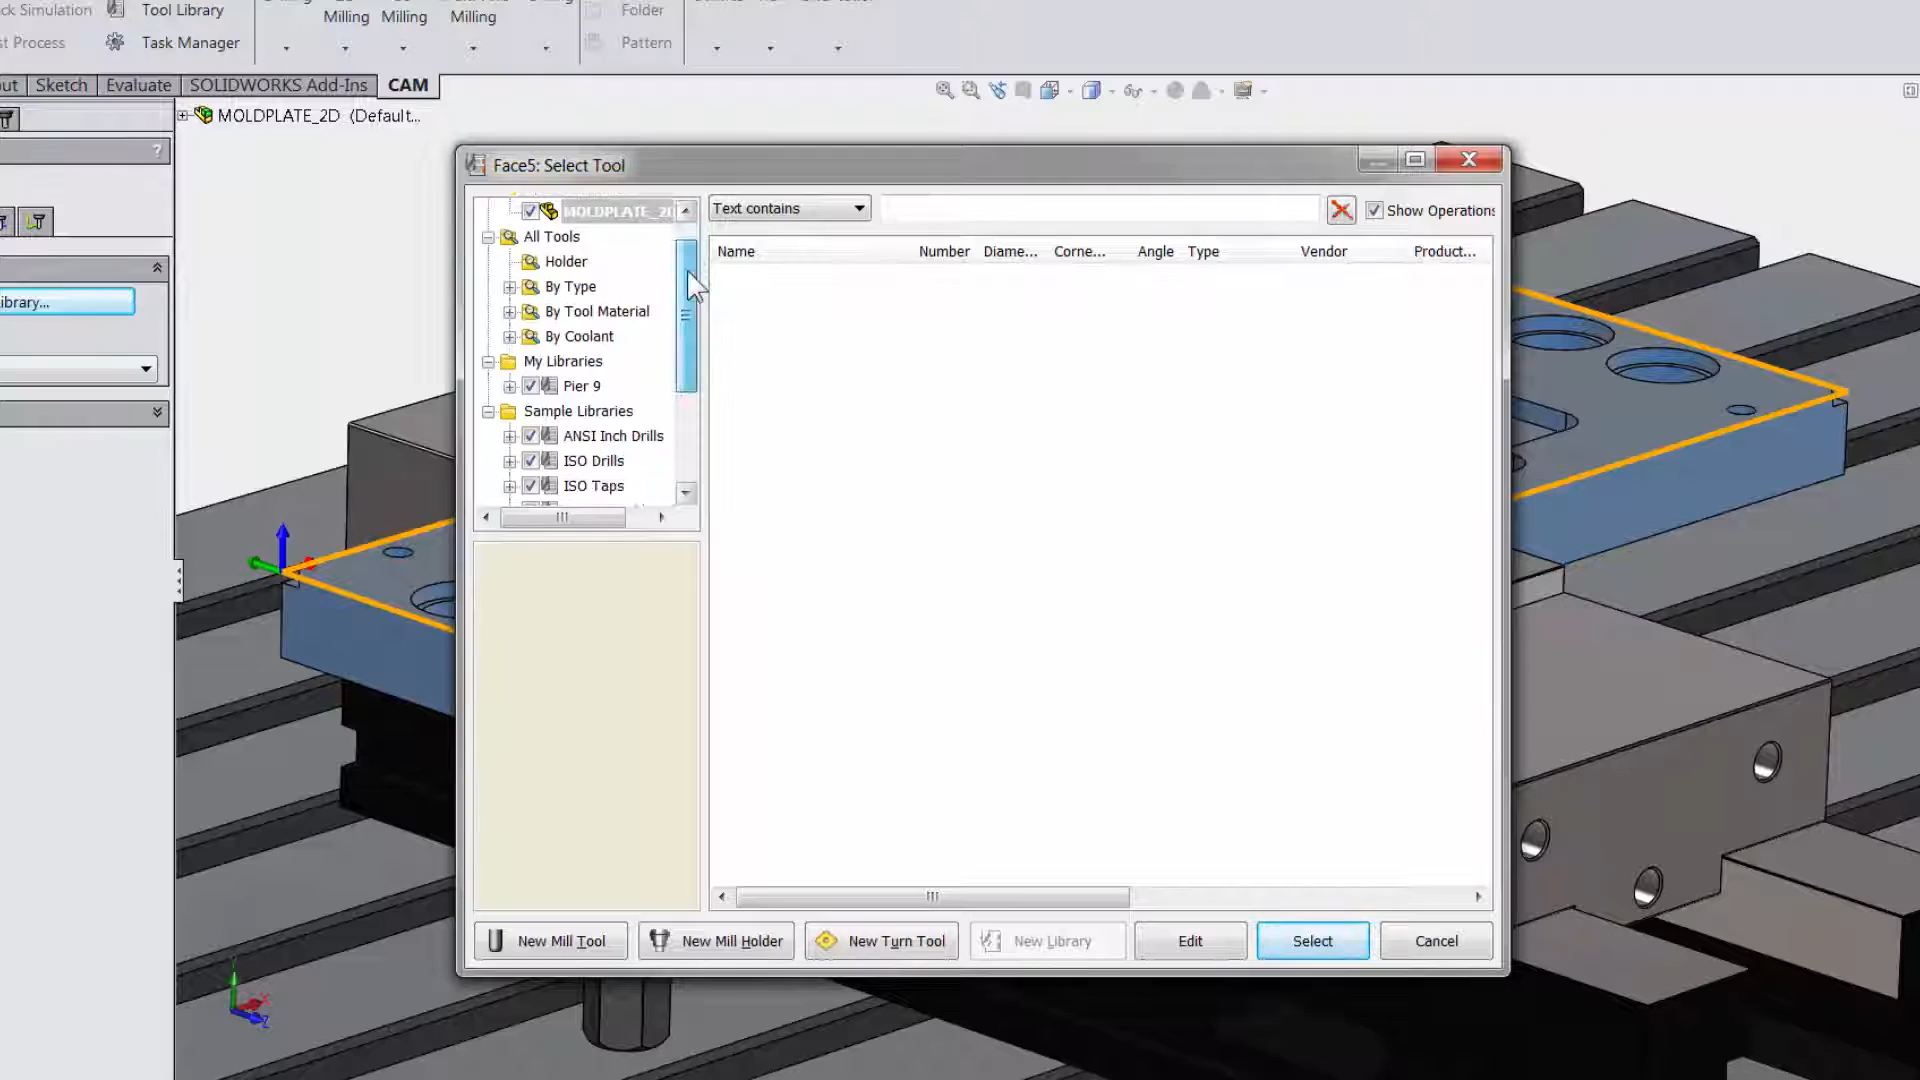 ck Simulation
Tool Library
Milling
Milling
Milling
Folder
st Process
Task Manager
Pattern
out
Sketch
Evaluate
SOLIDWORKS Add-Ins
CAM
MOLDPLATE_2D (Default...
?
Library...
Face5: Select Tool
MOLDPLATE_2D
All Tools
Holder
By Type
By Tool Material
By Coolant
My Libraries
Pier 9
Sample Libraries
ANSI Inch Drills
ISO Drills
ISO Taps
Text contains
Show Operations
Name Number Diame... Corne... Angle Type Vendor Product...
New Mill Tool
New Mill Holder
New Turn Tool
New Library
Edit
Select
Cancel
X
Z